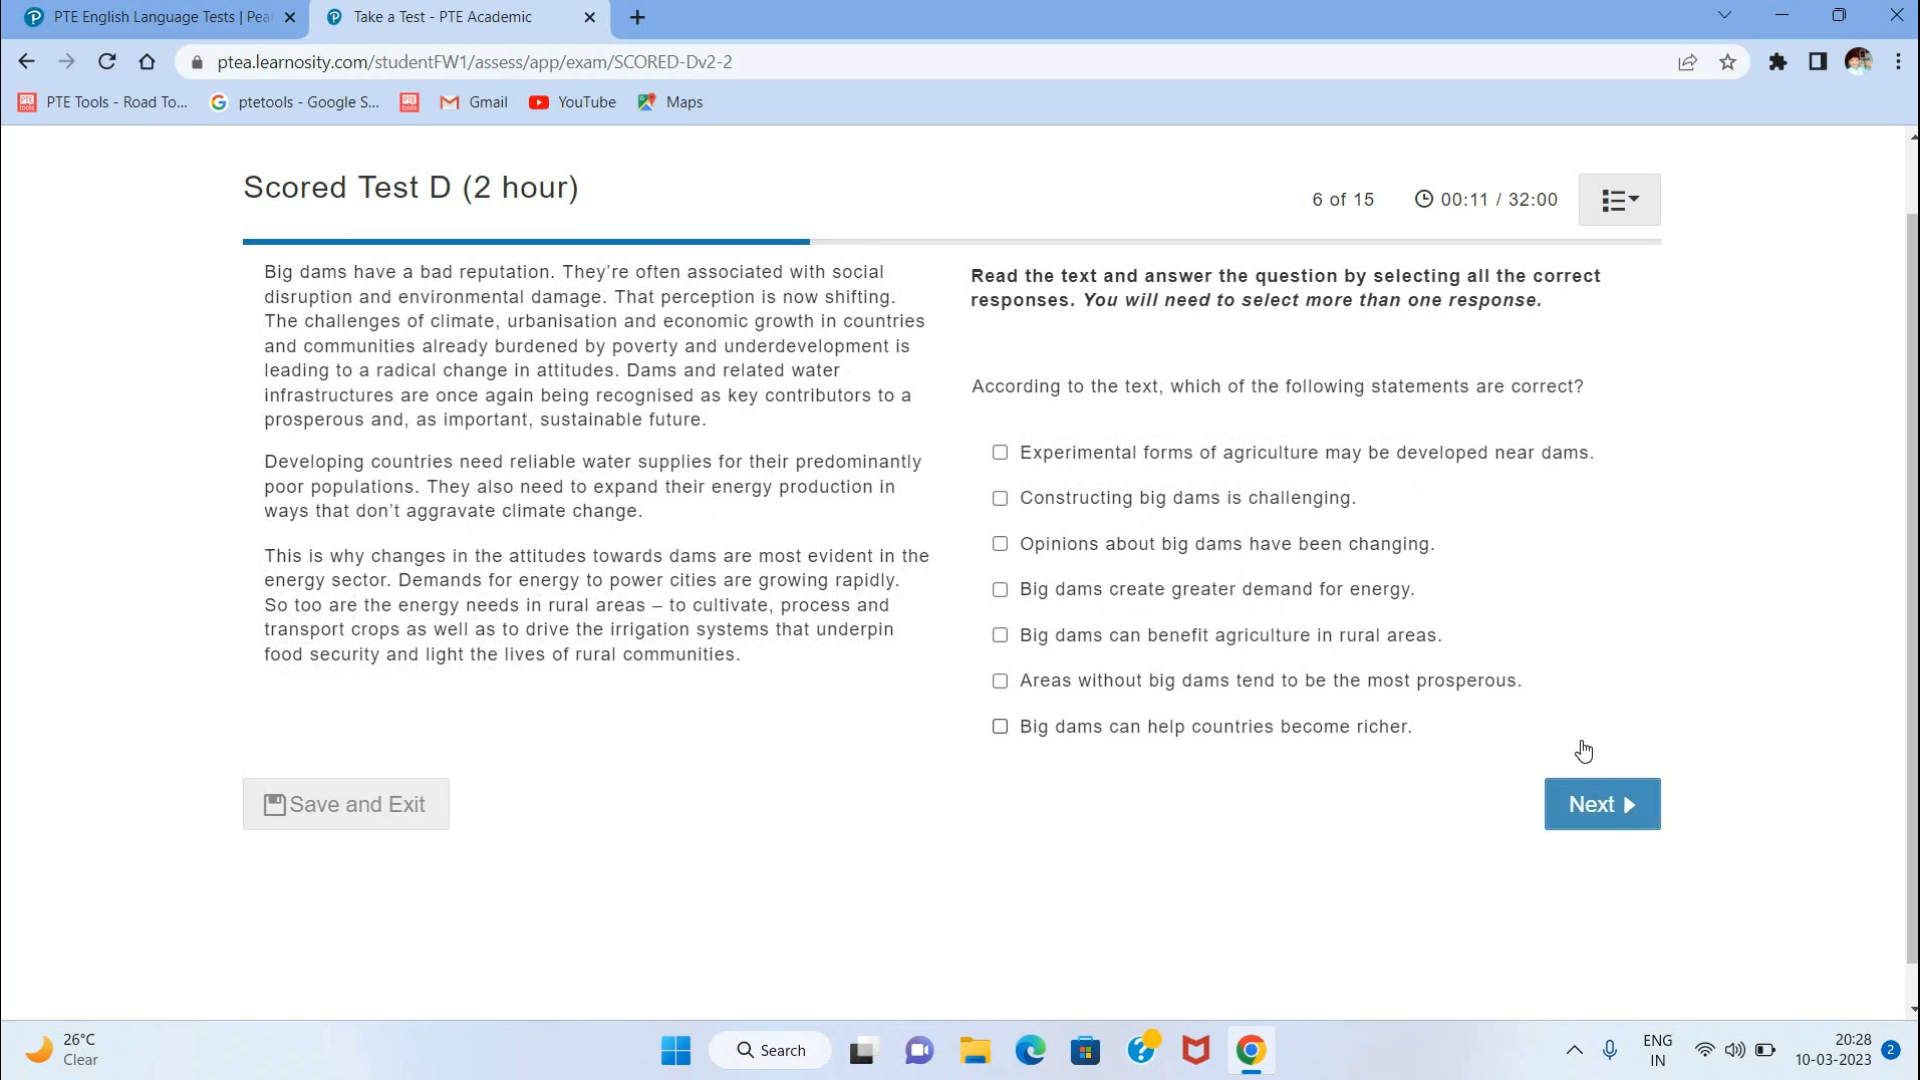 PTE English Language Tests | Pea
Take a Test - PTE Academic
ptea.learnosity.com/studentFW1/assess/app/exam/SCORED-Dv2-2
PTE Tools - Road To...
ptetools - Google S...
Gmail
YouTube
Maps
Scored Test D (2 hour)
6 of 15
00:11 / 32:00
Big dams have a bad reputation. They’re often associated with social
disruption and environmental damage. That perception is now shifting.
The challenges of climate, urbanisation and economic growth in countries
and communities already burdened by poverty and underdevelopment is
leading to a radical change in attitudes. Dams and related water
infrastructures are once again being recognised as key contributors to a
prosperous and, as important, sustainable future.
Developing countries need reliable water supplies for their predominantly
poor populations. They also need to expand their energy production in
ways that don’t aggravate climate change.
This is why changes in the attitudes towards dams are most evident in the
energy sector. Demands for energy to power cities are growing rapidly.
So too are the energy needs in rural areas – to cultivate, process and
transport crops as well as to drive the irrigation systems that underpin
food security and light the lives of rural communities.
Read the text and answer the question by selecting all the correct
responses. You will need to select more than one response.
According to the text, which of the following statements are correct?
Experimental forms of agriculture may be developed near dams.
Constructing big dams is challenging.
Opinions about big dams have been changing.
Big dams create greater demand for energy.
Big dams can benefit agriculture in rural areas.
Areas without big dams tend to be the most prosperous.
Big dams can help countries become richer.
Save and Exit
Next
26°C
Clear
Search
ENG
IN
20:28
10-03-2023
2